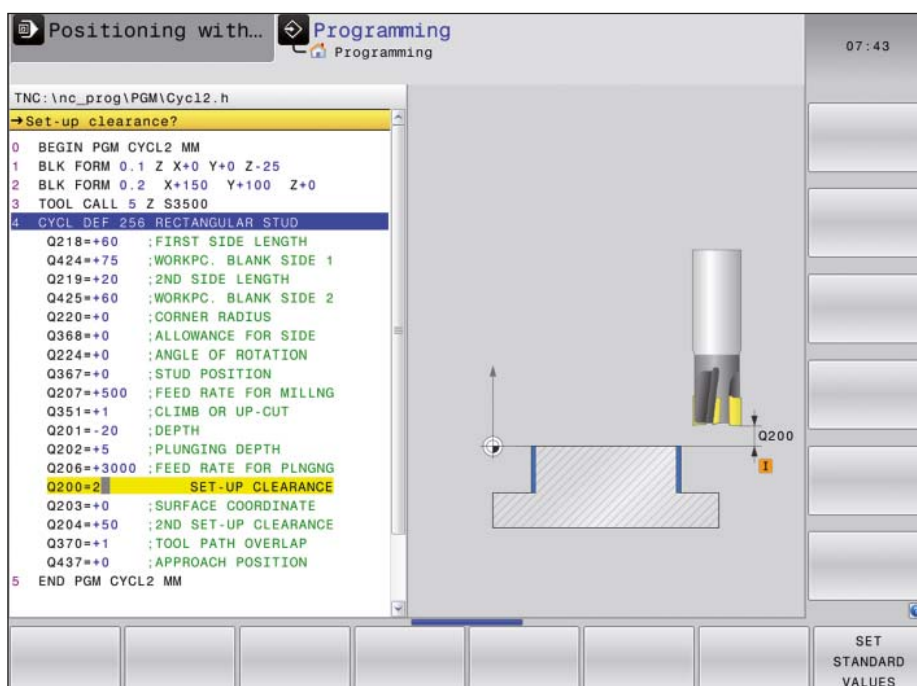 Positioning with…
Programming
Programming
07:43
TNC:\nc_prog\PGM\Cycl2.h
→Set-up clearance?
0 BEGIN PGM CYCL2 MM
1 BLK FORM 0.1 Z X+0 Y+0 Z-25
2 BLK FORM 0.2 X+150 Y+100 Z+0
3 TOOL CALL 5 Z S3500
4 CYCL DEF 256 RECTANGULAR STUD
Q218=+60 ;FIRST SIDE LENGTH
Q424=+75 ;WORKPC. BLANK SIDE 1
Q219=+20 ;2ND SIDE LENGTH
Q425=+60 ;WORKPC. BLANK SIDE 2
Q220=+0 ;CORNER RADIUS
Q368=+0 ;ALLOWANCE FOR SIDE
Q224=+0 ;ANGLE OF ROTATION
Q367=+0 ;STUD POSITION
Q207=+500 ;FEED RATE FOR MILLNG
Q351=+1 ;CLIMB OR UP-CUT
Q201=-20 ;DEPTH
Q202=+5 ;PLUNGING DEPTH
Q206=+3000 ;FEED RATE FOR PLNGNG
Q200=2 SET-UP CLEARANCE
Q203=+0 ;SURFACE COORDINATE
Q204=+50 ;2ND SET-UP CLEARANCE
Q370=+1 ;TOOL PATH OVERLAP
Q437=+0 ;APPROACH POSITION
5 END PGM CYCL2 MM
Q200
I
SET
STANDARD
VALUES